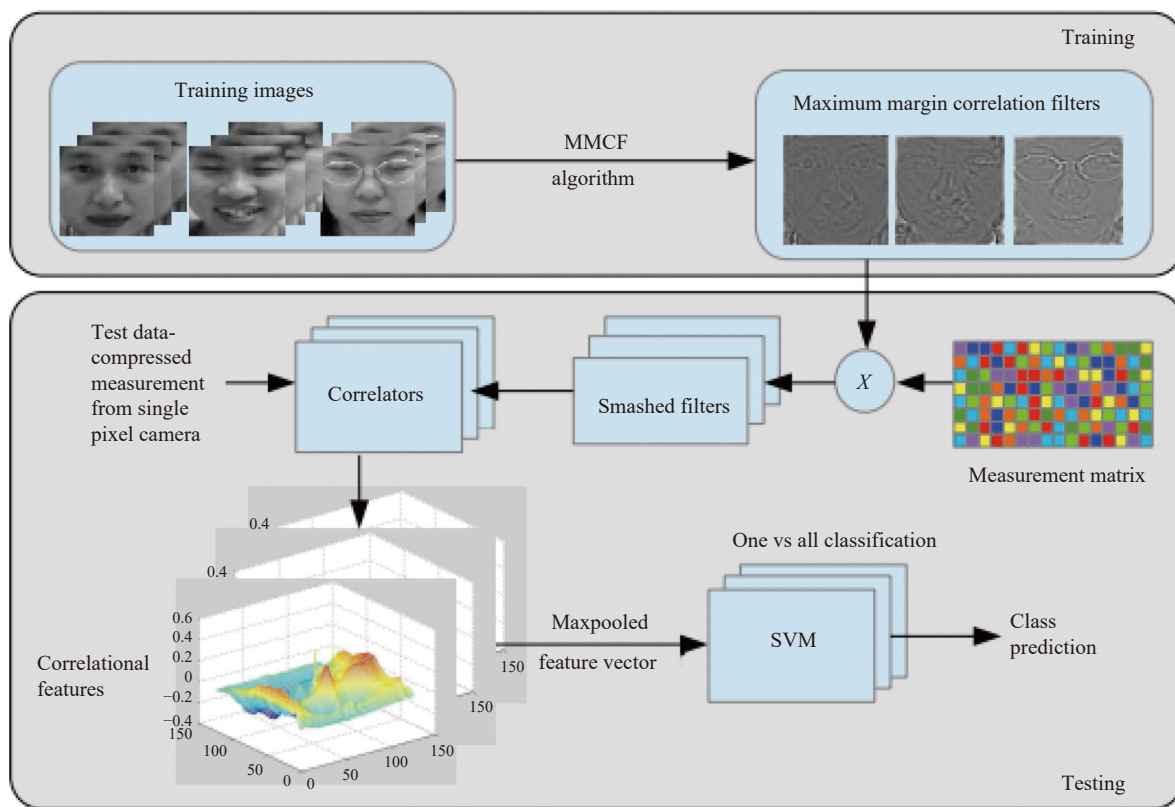 Training
Training images
Maximum margin correlation filters
MMCF
algorithm
Test data-
compressed
measurement
from single
pixel camera
Correlators
Smashed filters
X
Measurement matrix
0.4
0.4
0.6
0.4
0.2
0
−0.2
−0.4
150
100
50
0
0
50
100
150
150
150
Correlational
features
Maxpooled
feature vector
One vs all classification
SVM
Class
prediction
Testing